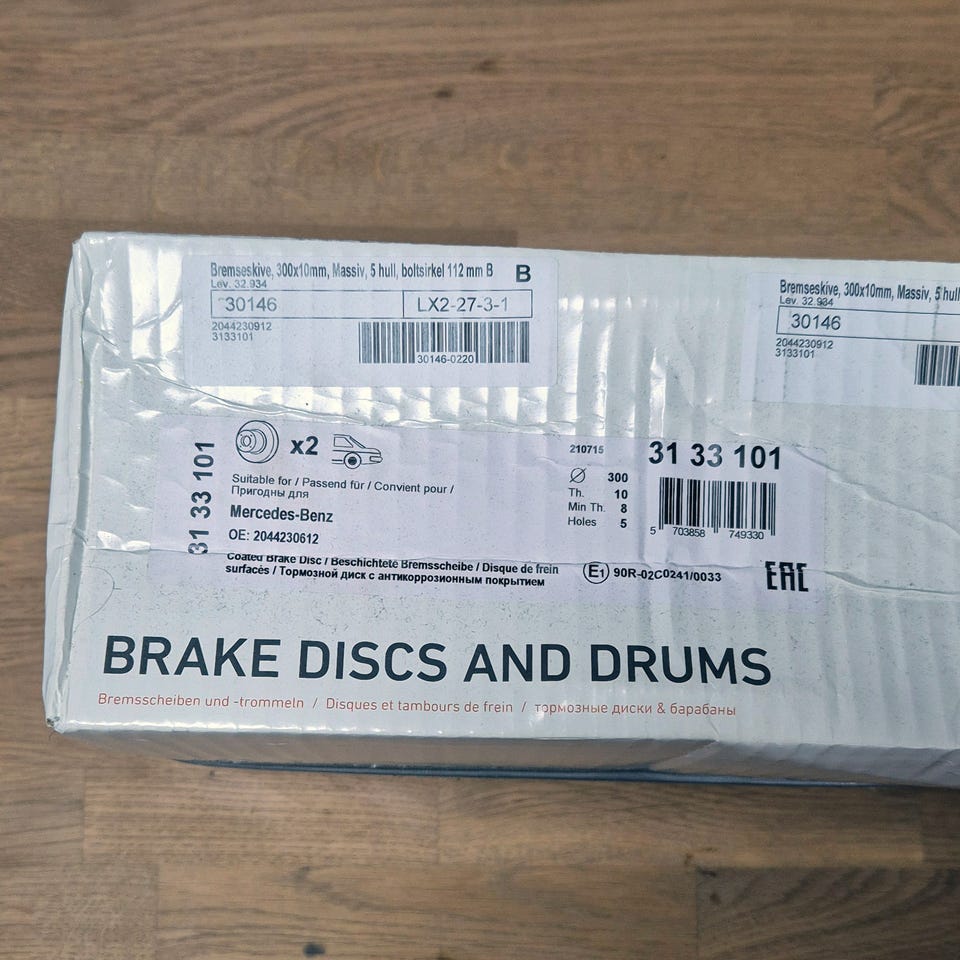 Bremseskive, 300x10mm, Massiv, 5 hull, boltsirkel 112 mm B
B
Lev. 32.934
30146
LX2-27-3-1
2044230912
3133101
30146-0220
Bremseskive, 300x10mm, Massiv, 5 hull
Lev. 32.934
30146
2044230912
3133101
31 33 101
x2
Suitable for / Passend für / Convient pour /
Пригодны для
Mercedes-Benz
OE: 2044230612
210715
31 33 101
Ø 300
Th. 10
Min Th. 8
Holes 5
5 703858 749330
Coated Brake Disc / Beschichtete Bremsscheibe / Disque de frein
surfacés / Тормозной диск с антикоррозионным покрытием
E1 90R-02C0241/0033
EAC
BRAKE DISCS AND DRUMS
Bremsscheiben und -trommeln / Disques et tambours de frein / тормозные диски & барабаны